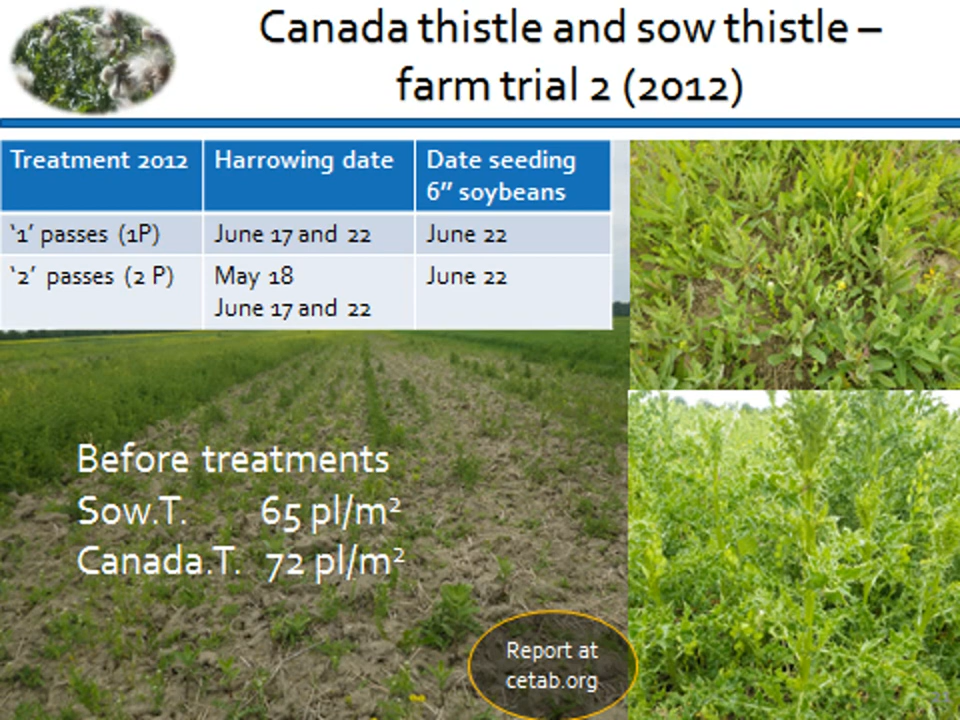 Canada thistle and sow thistle –
farm trial 2 (2012)
Treatment 2012 Harrowing date Date seeding
6” soybeans
‘1’ passes (1P) June 17 and 22 June 22
‘2’ passes (2 P) May 18 June 22
June 17 and 22
Before treatments
Sow.T. 65 pl/m²
Canada.T. 72 pl/m²
Report at
cetab.org